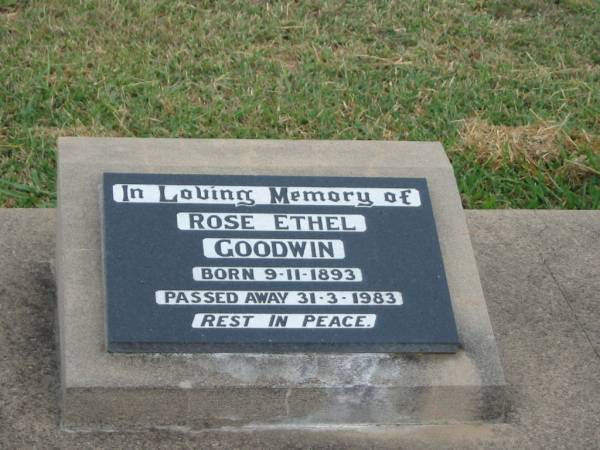 In Loving Memory of
ROSE ETHEL
GOODWIN
BORN 9-11-1893
PASSED AWAY 31-3-1983
REST IN PEACE.